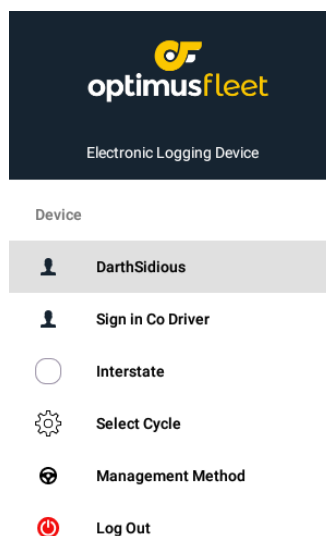 optimusfleet
Electronic Logging Device
Device
DarthSidious
Sign in Co Driver
Interstate
Select Cycle
Management Method
Log Out